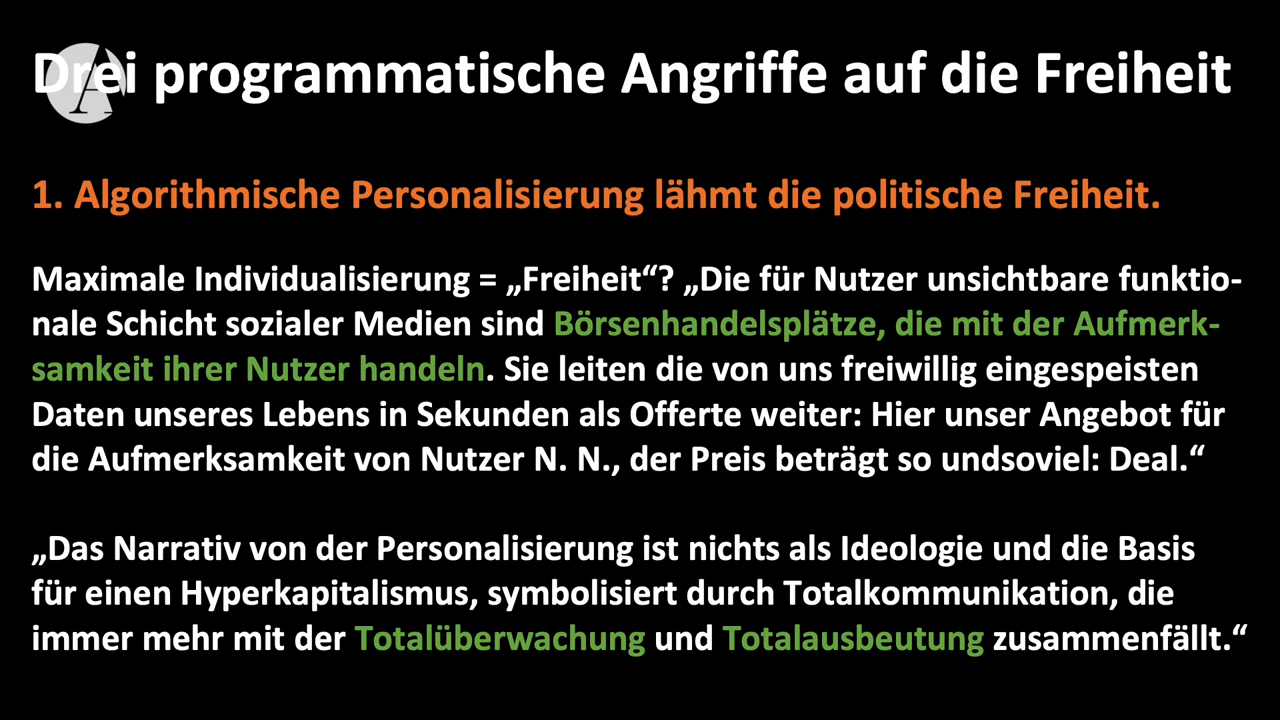 Drei programmatische Angriffe auf die Freiheit
1. Algorithmische Personalisierung lähmt die politische Freiheit.
Maximale Individualisierung = „Freiheit“? „Die für Nutzer unsichtbare funktio-
nale Schicht sozialer Medien sind Börsenhandelsplätze, die mit der Aufmerk-
samkeit ihrer Nutzer handeln. Sie leiten die von uns freiwillig eingespeisten
Daten unseres Lebens in Sekunden als Offerte weiter: Hier unser Angebot für
die Aufmerksamkeit von Nutzer N. N., der Preis beträgt so undsoviel: Deal.“
„Das Narrativ von der Personalisierung ist nichts als Ideologie und die Basis
für einen Hyperkapitalismus, symbolisiert durch Totalkommunikation, die
immer mehr mit der Totalüberwachung und Totalausbeutung zusammenfällt.“